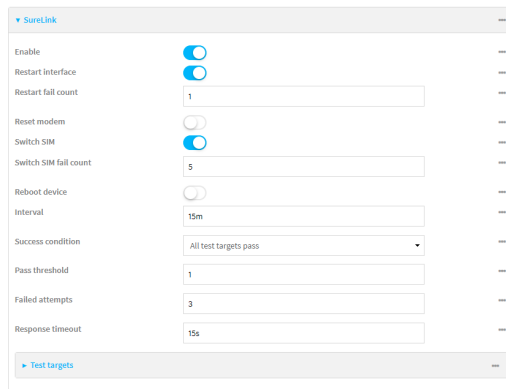 SureLink
Enable
Restart interface
Restart fail count
1
Reset modem
Switch SIM
Switch SIM fail count
5
Reboot device
Interval
15m
Success condition
All test targets pass
Pass threshold
1
Failed attempts
3
Response timeout
15s
Test targets